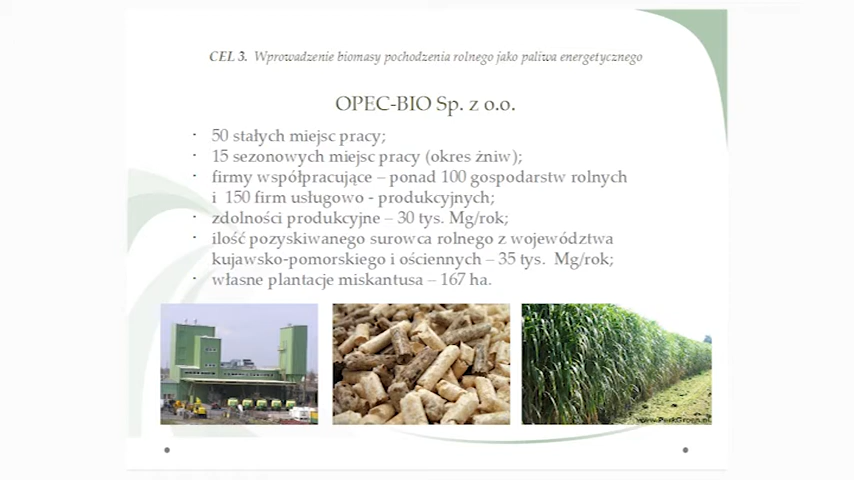 CEL 3. Wprowadzenie biomasy pochodzenia rolnego jako paliwa energetycznego
OPEC-BIO Sp. z o.o.
· 50 stałych miejsc pracy;
· 15 sezonowych miejsc pracy (okres żniw);
· firmy współpracujące – ponad 100 gospodarstw rolnych
i 150 firm usługowo - produkcyjnych;
· zdolności produkcyjne – 30 tys. Mg/rok;
· ilość pozyskiwanego surowca rolnego z województwa
kujawsko-pomorskiego i ościennych – 35 tys. Mg/rok;
· własne plantacje miskantusa – 167 ha.